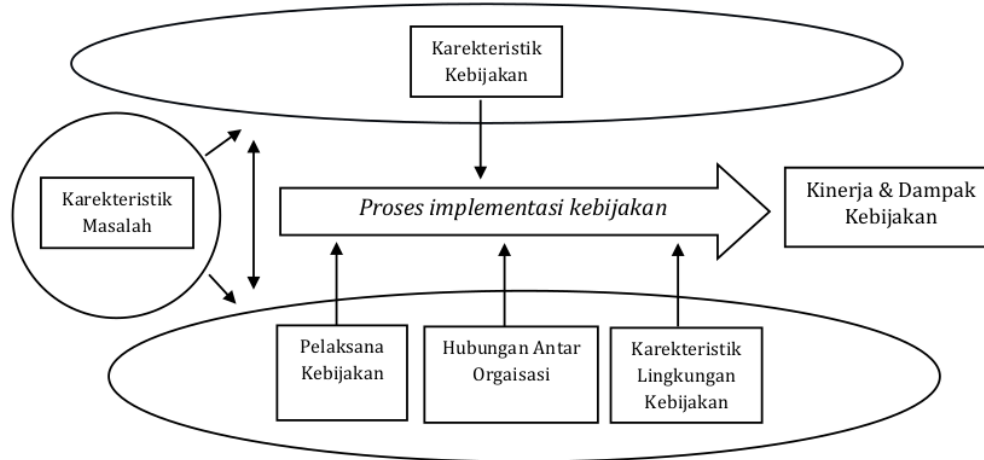 Karekteristik
Kebijakan
Karekteristik
Masalah
Proses implementasi kebijakan
Kinerja & Dampak
Kebijakan
Pelaksana
Kebijakan
Hubungan Antar
Orgaisasi
Karekteristik
Lingkungan
Kebijakan